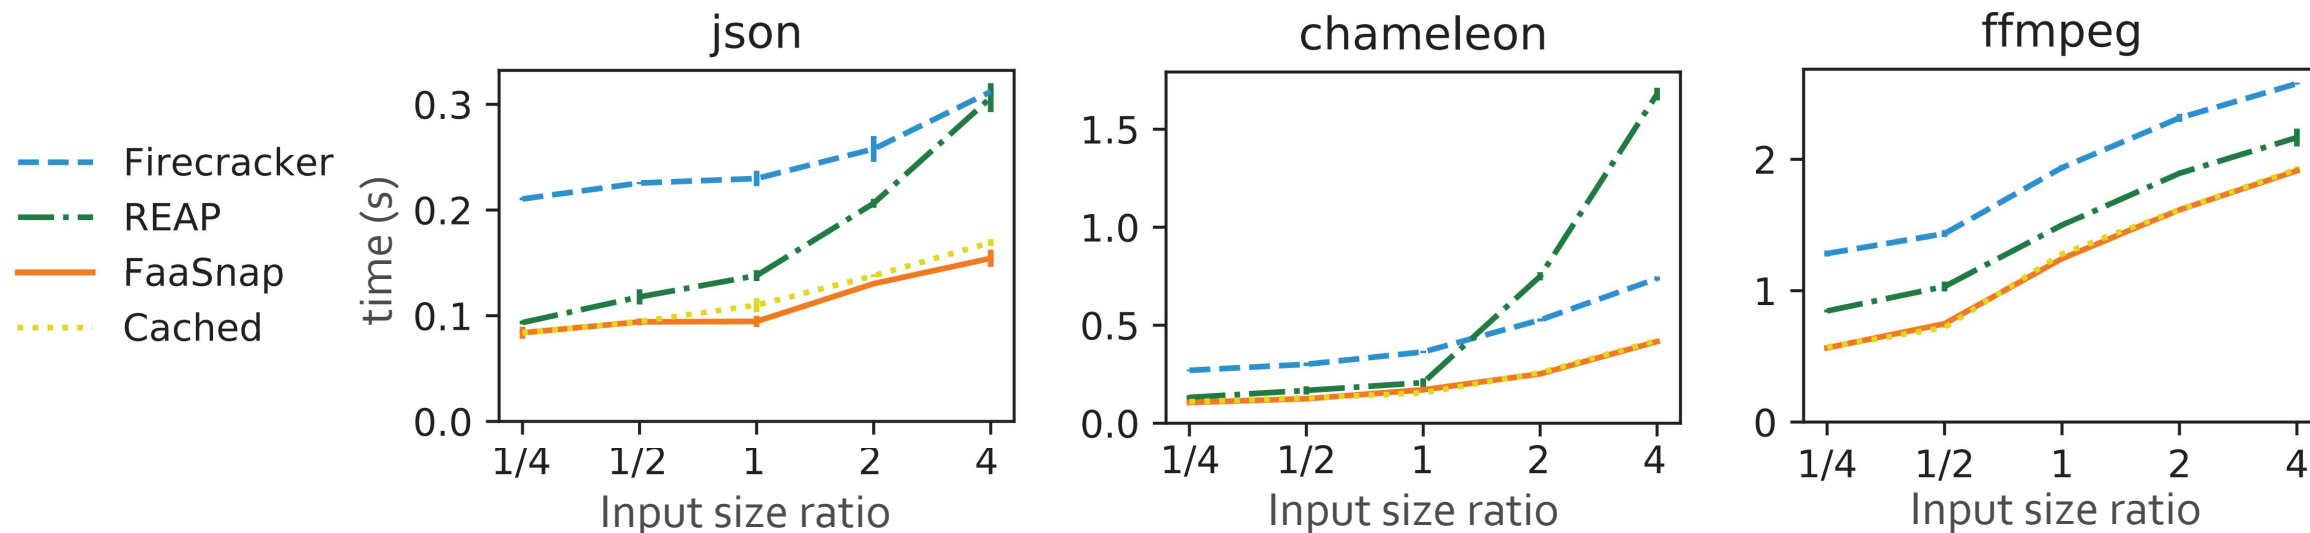 Firecracker
REAP
FaaSnap
Cached
json
time (s)
0.3
0.2
0.1
0.0
1/4 1/2 1 2 4
Input size ratio
chameleon
1.5
1.0
0.5
0.0
1/4 1/2 1 2 4
Input size ratio
ffmpeg
2
1
0
1/4 1/2 1 2 4
Input size ratio